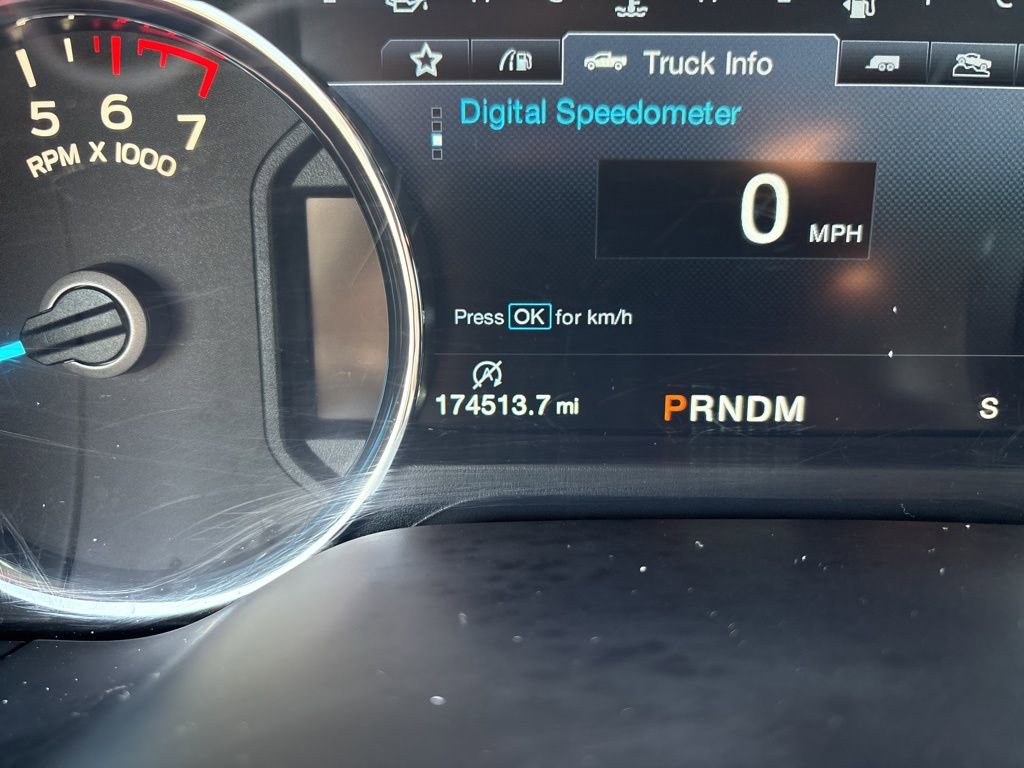 Truck Info
Digital Speedometer
5 6 7
RPM X 1000
0 MPH
Press OK for km/h
174513.7 mi
PRNDM
S